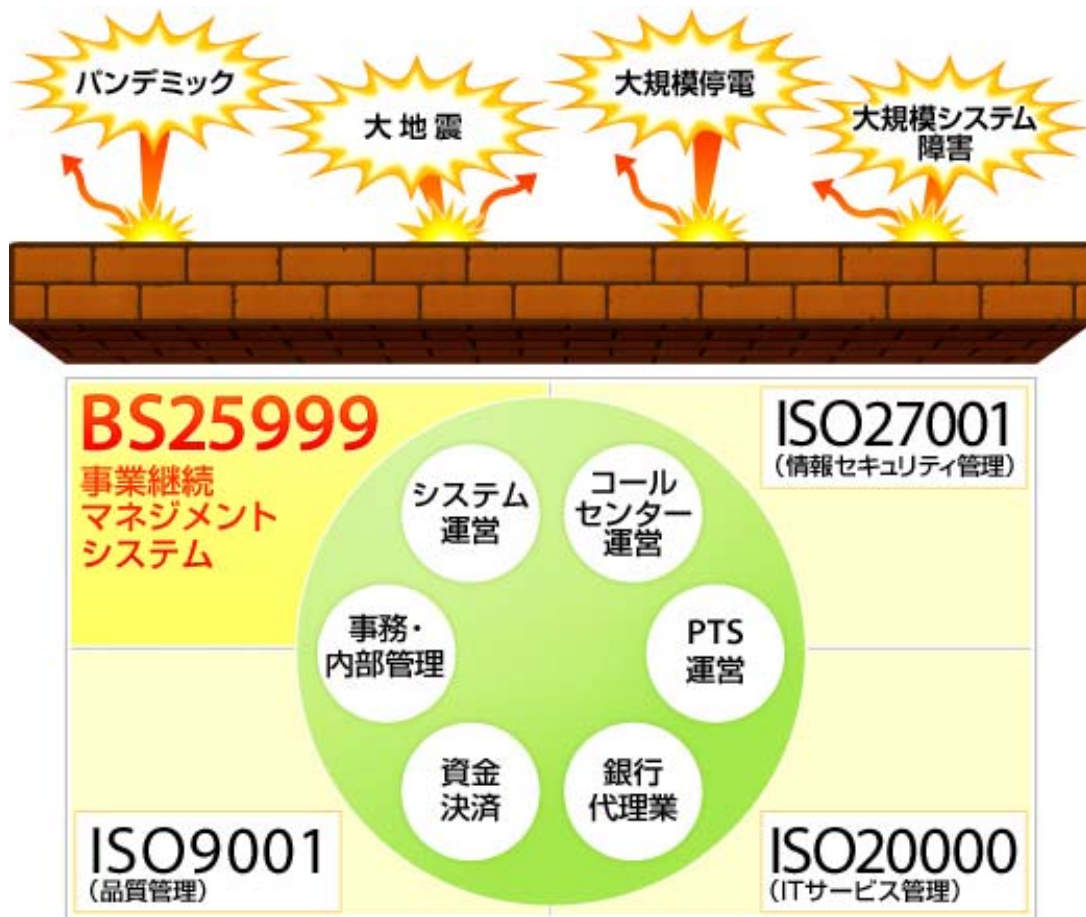 パンデミック
大地震
大規模停電
大規模システム
障害
BS25999
事業継続
マネジメント
システム
ISO27001
（情報セキュリティ管理）
システム
運営
コール
センター
運営
事務・
内部管理
PTS
運営
資金
決済
銀行
代理業
ISO9001
（品質管理）
ISO20000
（ITサービス管理）